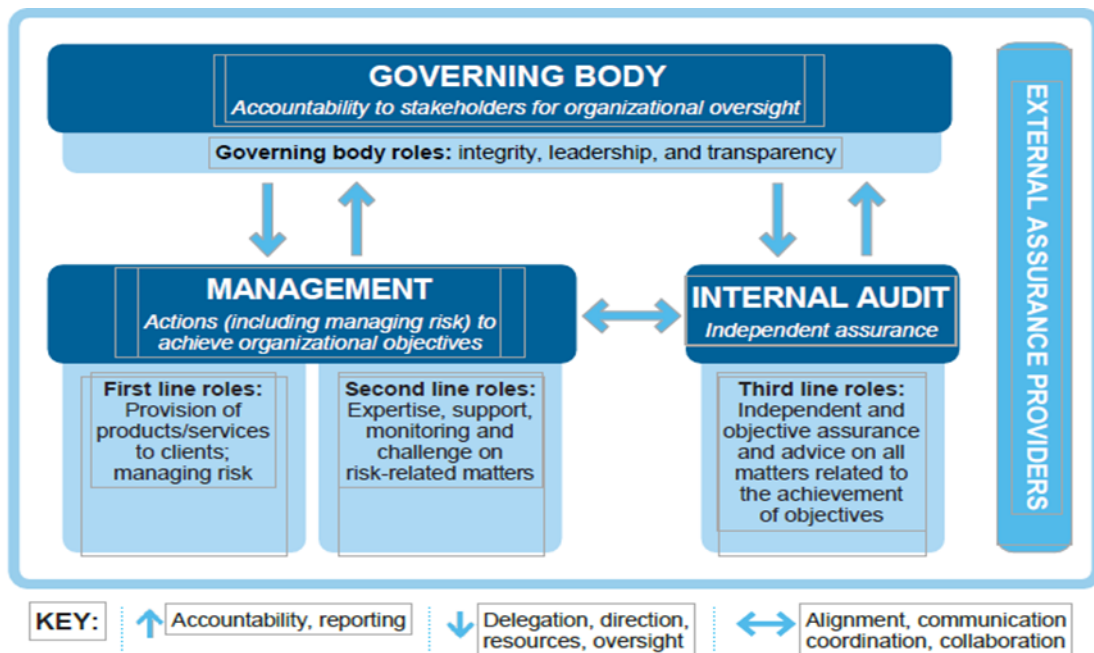 GOVERNING BODY
Accountability to stakeholders for organizational oversight
Governing body roles: integrity, leadership, and transparency
MANAGEMENT
Actions (including managing risk) to
achieve organizational objectives
First line roles:
Provision of
products/services
to clients;
managing risk
Second line roles:
Expertise, support,
monitoring and
challenge on
risk-related matters
INTERNAL AUDIT
Independent assurance
Third line roles:
Independent and
objective assurance
and advice on all
matters related to
the achievement
of objectives
EXTERNAL ASSURANCE PROVIDERS
KEY:
Accountability, reporting
Delegation, direction,
resources, oversight
Alignment, communication
coordination, collaboration